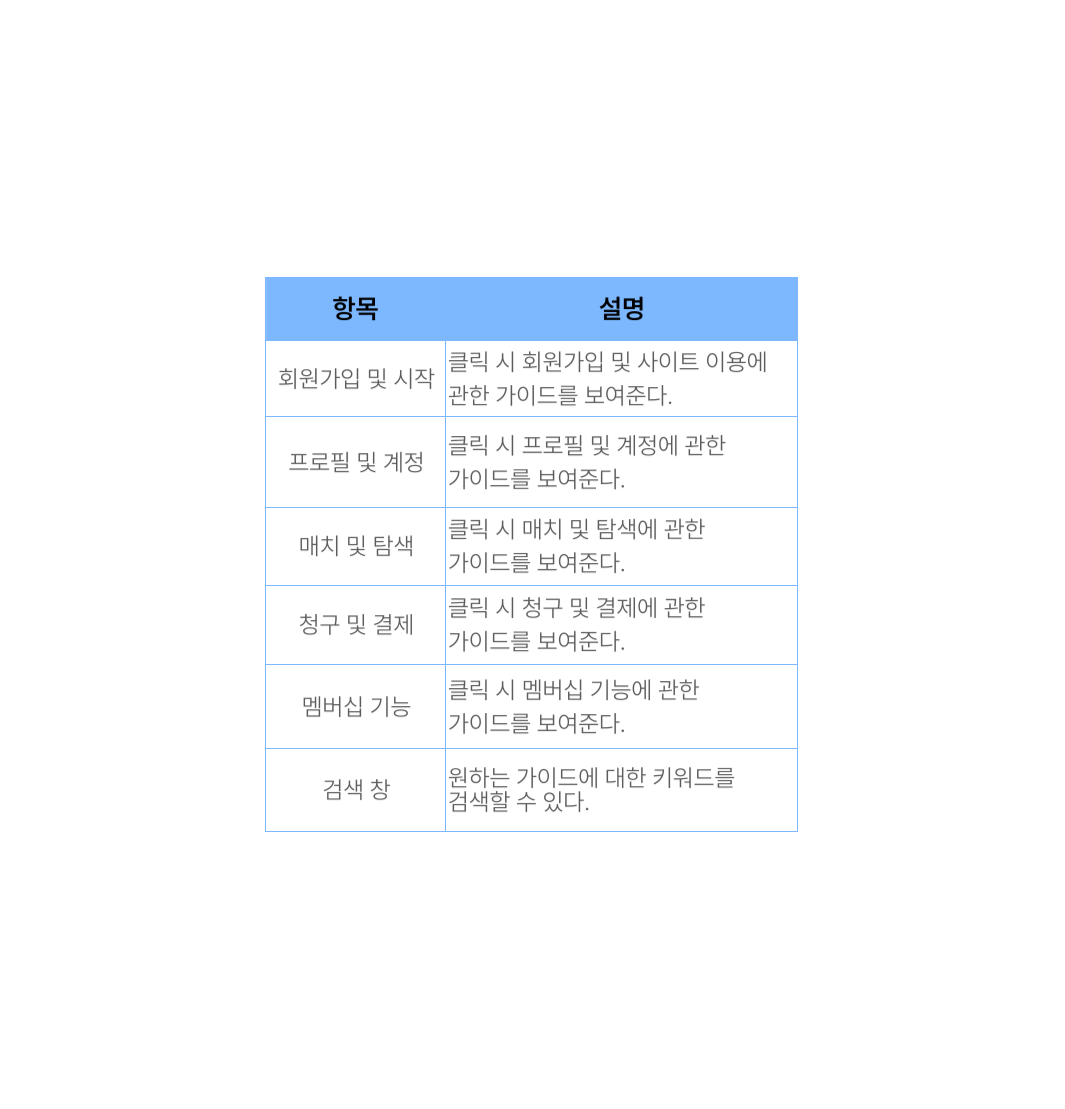 항목 설명
회원가입 및 시작
클릭 시 회원가입 및 사이트 이용에
관한 가이드를 보여준다.
프로필 및 계정
클릭 시 프로필 및 계정에 관한
가이드를 보여준다.
매치 및 탐색
클릭 시 매치 및 탐색에 관한
가이드를 보여준다.
청구 및 결제
클릭 시 청구 및 결제에 관한
가이드를 보여준다.
멤버십 기능
클릭 시 멤버십 기능에 관한
가이드를 보여준다.
검색 창
원하는 가이드에 대한 키워드를
검색할 수 있다.